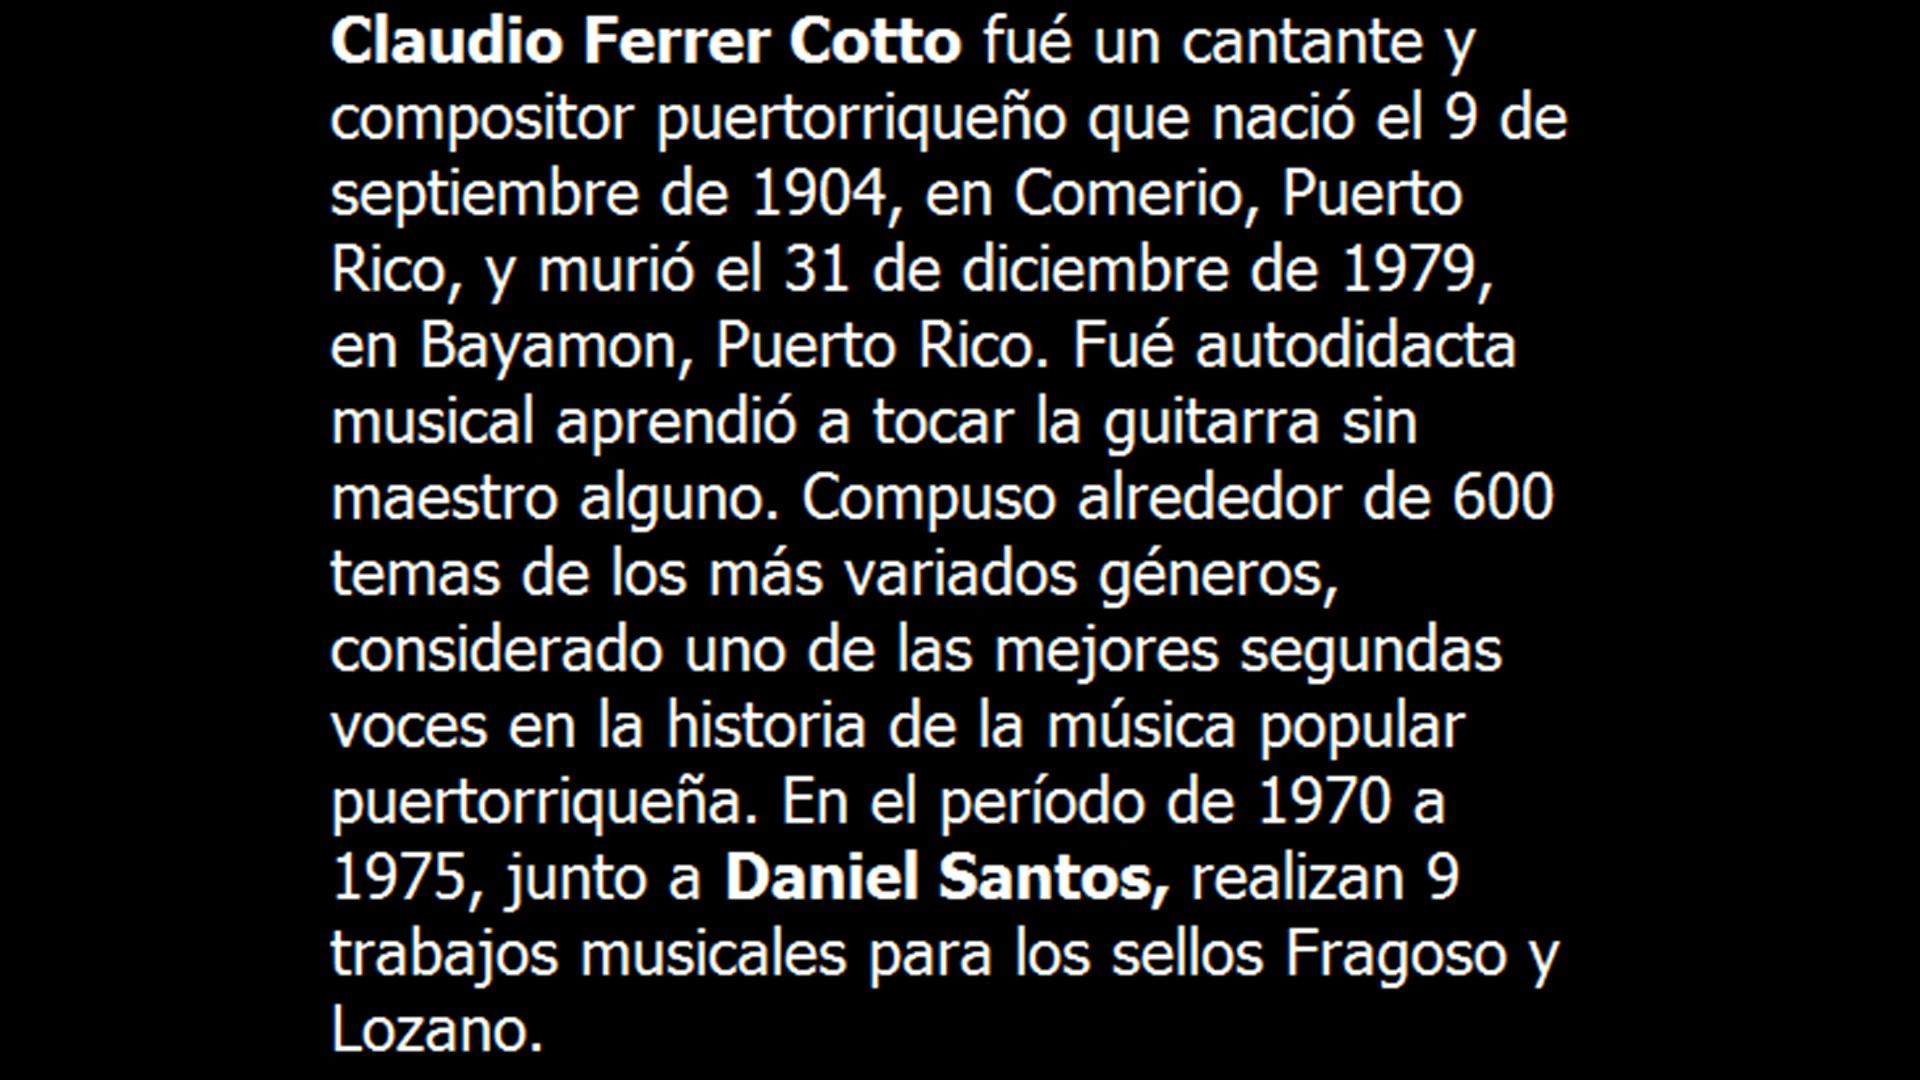 Claudio Ferrer Cotto fué un cantante y
compositor puertorriqueño que nació el 9 de
septiembre de 1904, en Comerio, Puerto
Rico, y murió el 31 de diciembre de 1979,
en Bayamon, Puerto Rico. Fué autodidacta
musical aprendió a tocar la guitarra sin
maestro alguno. Compuso alrededor de 600
temas de los más variados géneros,
considerado uno de las mejores segundas
voces en la historia de la música popular
puertorriqueña. En el período de 1970 a
1975, junto a Daniel Santos, realizan 9
trabajos musicales para los sellos Fragoso y
Lozano.